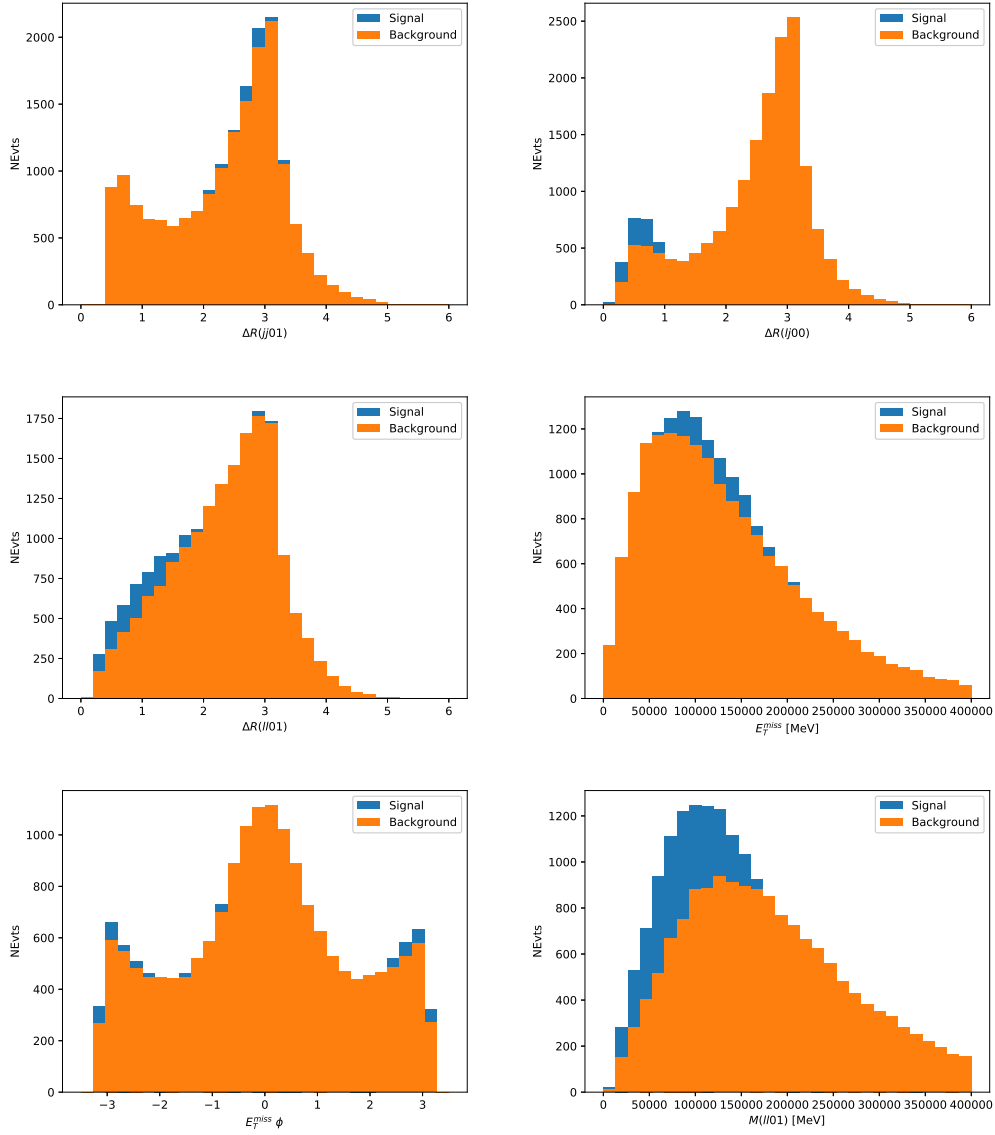 Signal
Background
NEvts
2000
1500
1000
500
0
0 1 2 3 4 5 6
ΔR(jj01)
Signal
Background
NEvts
2500
2000
1500
1000
500
0
0 1 2 3 4 5 6
ΔR(lj00)
Signal
Background
NEvts
1750
1500
1250
1000
750
500
250
0
0 1 2 3 4 5 6
ΔR(ll01)
Signal
Background
NEvts
1200
1000
800
600
400
200
0
0 50000 100000 150000 200000 250000 300000 350000 400000
E_T^miss [MeV]
Signal
Background
NEvts
1000
800
600
400
200
0
−3 −2 −1 0 1 2 3
E_T^miss ϕ
Signal
Background
NEvts
1200
1000
800
600
400
200
0
0 50000 100000 150000 200000 250000 300000 350000 400000
M(ll01) [MeV]